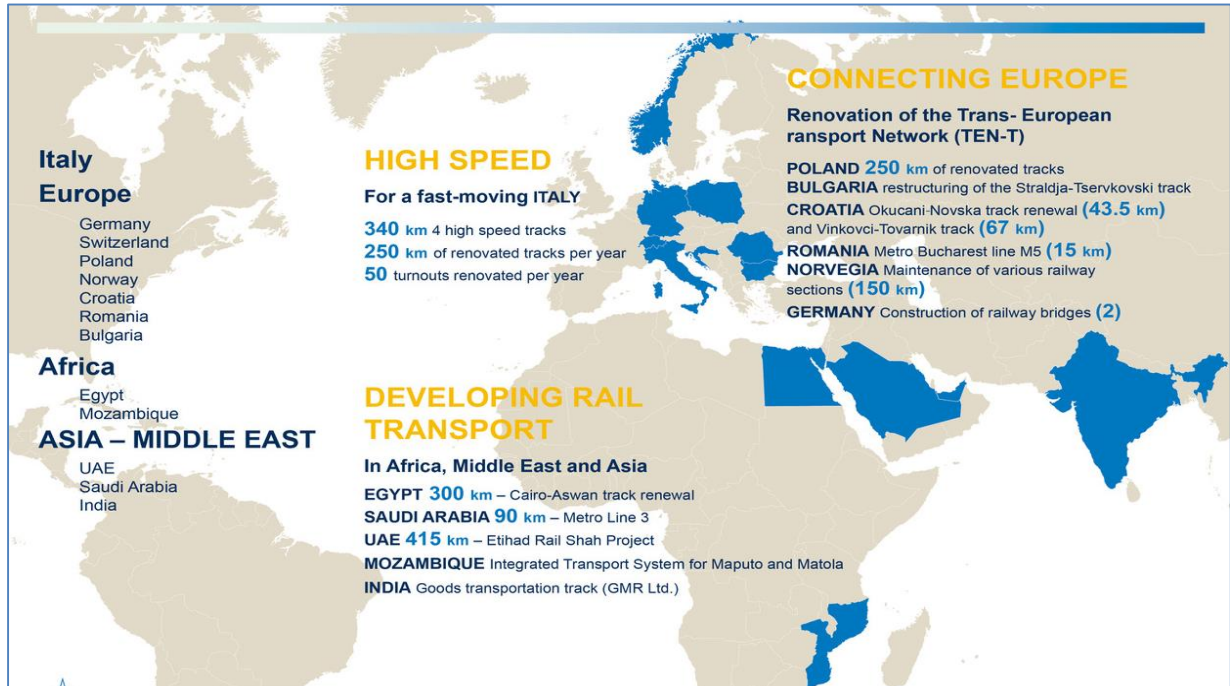 Italy
Europe
Germany
Switzerland
Poland
Norway
Croatia
Romania
Bulgaria
Africa
Egypt
Mozambique
ASIA – MIDDLE EAST
UAE
Saudi Arabia
India
HIGH SPEED
For a fast-moving ITALY
340 km 4 high speed tracks
250 km of renovated tracks per year
50 turnouts renovated per year
DEVELOPING RAIL
TRANSPORT
In Africa, Middle East and Asia
EGYPT 300 km – Cairo-Aswan track renewal
SAUDI ARABIA 90 km – Metro Line 3
UAE 415 km – Etihad Rail Shah Project
MOZAMBIQUE Integrated Transport System for Maputo and Matola
INDIA Goods transportation track (GMR Ltd.)
CONNECTING EUROPE
Renovation of the Trans- European
ransport Network (TEN-T)
POLAND 250 km of renovated tracks
BULGARIA restructuring of the Straldja-Tservkovski track
CROATIA Okucani-Novska track renewal (43.5 km)
and Vinkovci-Tovarnik track (67 km)
ROMANIA Metro Bucharest line M5 (15 km)
NORVEGIA Maintenance of various railway
sections (150 km)
GERMANY Construction of railway bridges (2)